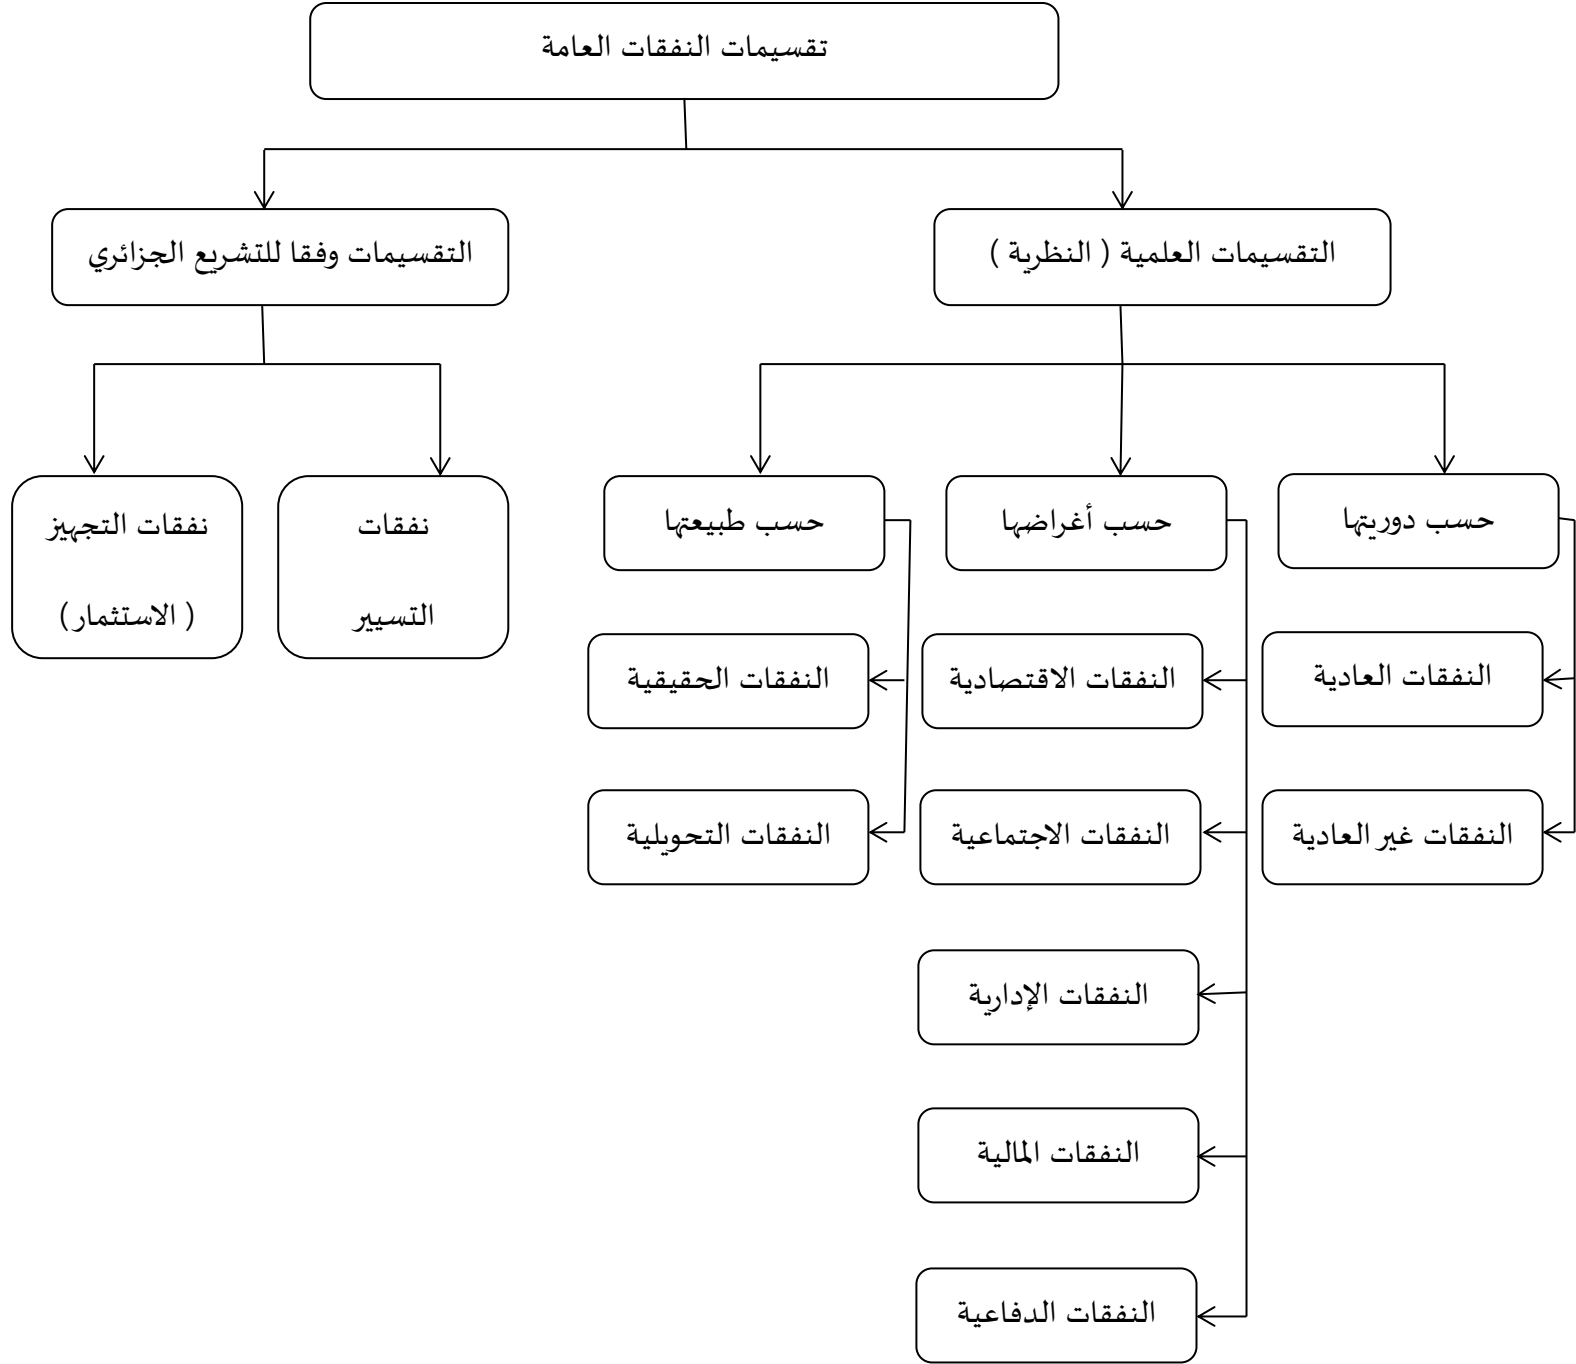 تقسيمات النفقات العامة
التقسيمات العلمية ( النظرية )
التقسيمات وفقا للتشريع الجزائري
حسب دوريتها
حسب أغراضها
حسب طبيعتها
نفقات
التسيير
نفقات التجهيز
( الاستثمار)
النفقات العادية
النفقات الاقتصادية
النفقات الحقيقية
النفقات غير العادية
النفقات الاجتماعية
النفقات التحويلية
النفقات الإدارية
النفقات المالية
النفقات الدفاعية